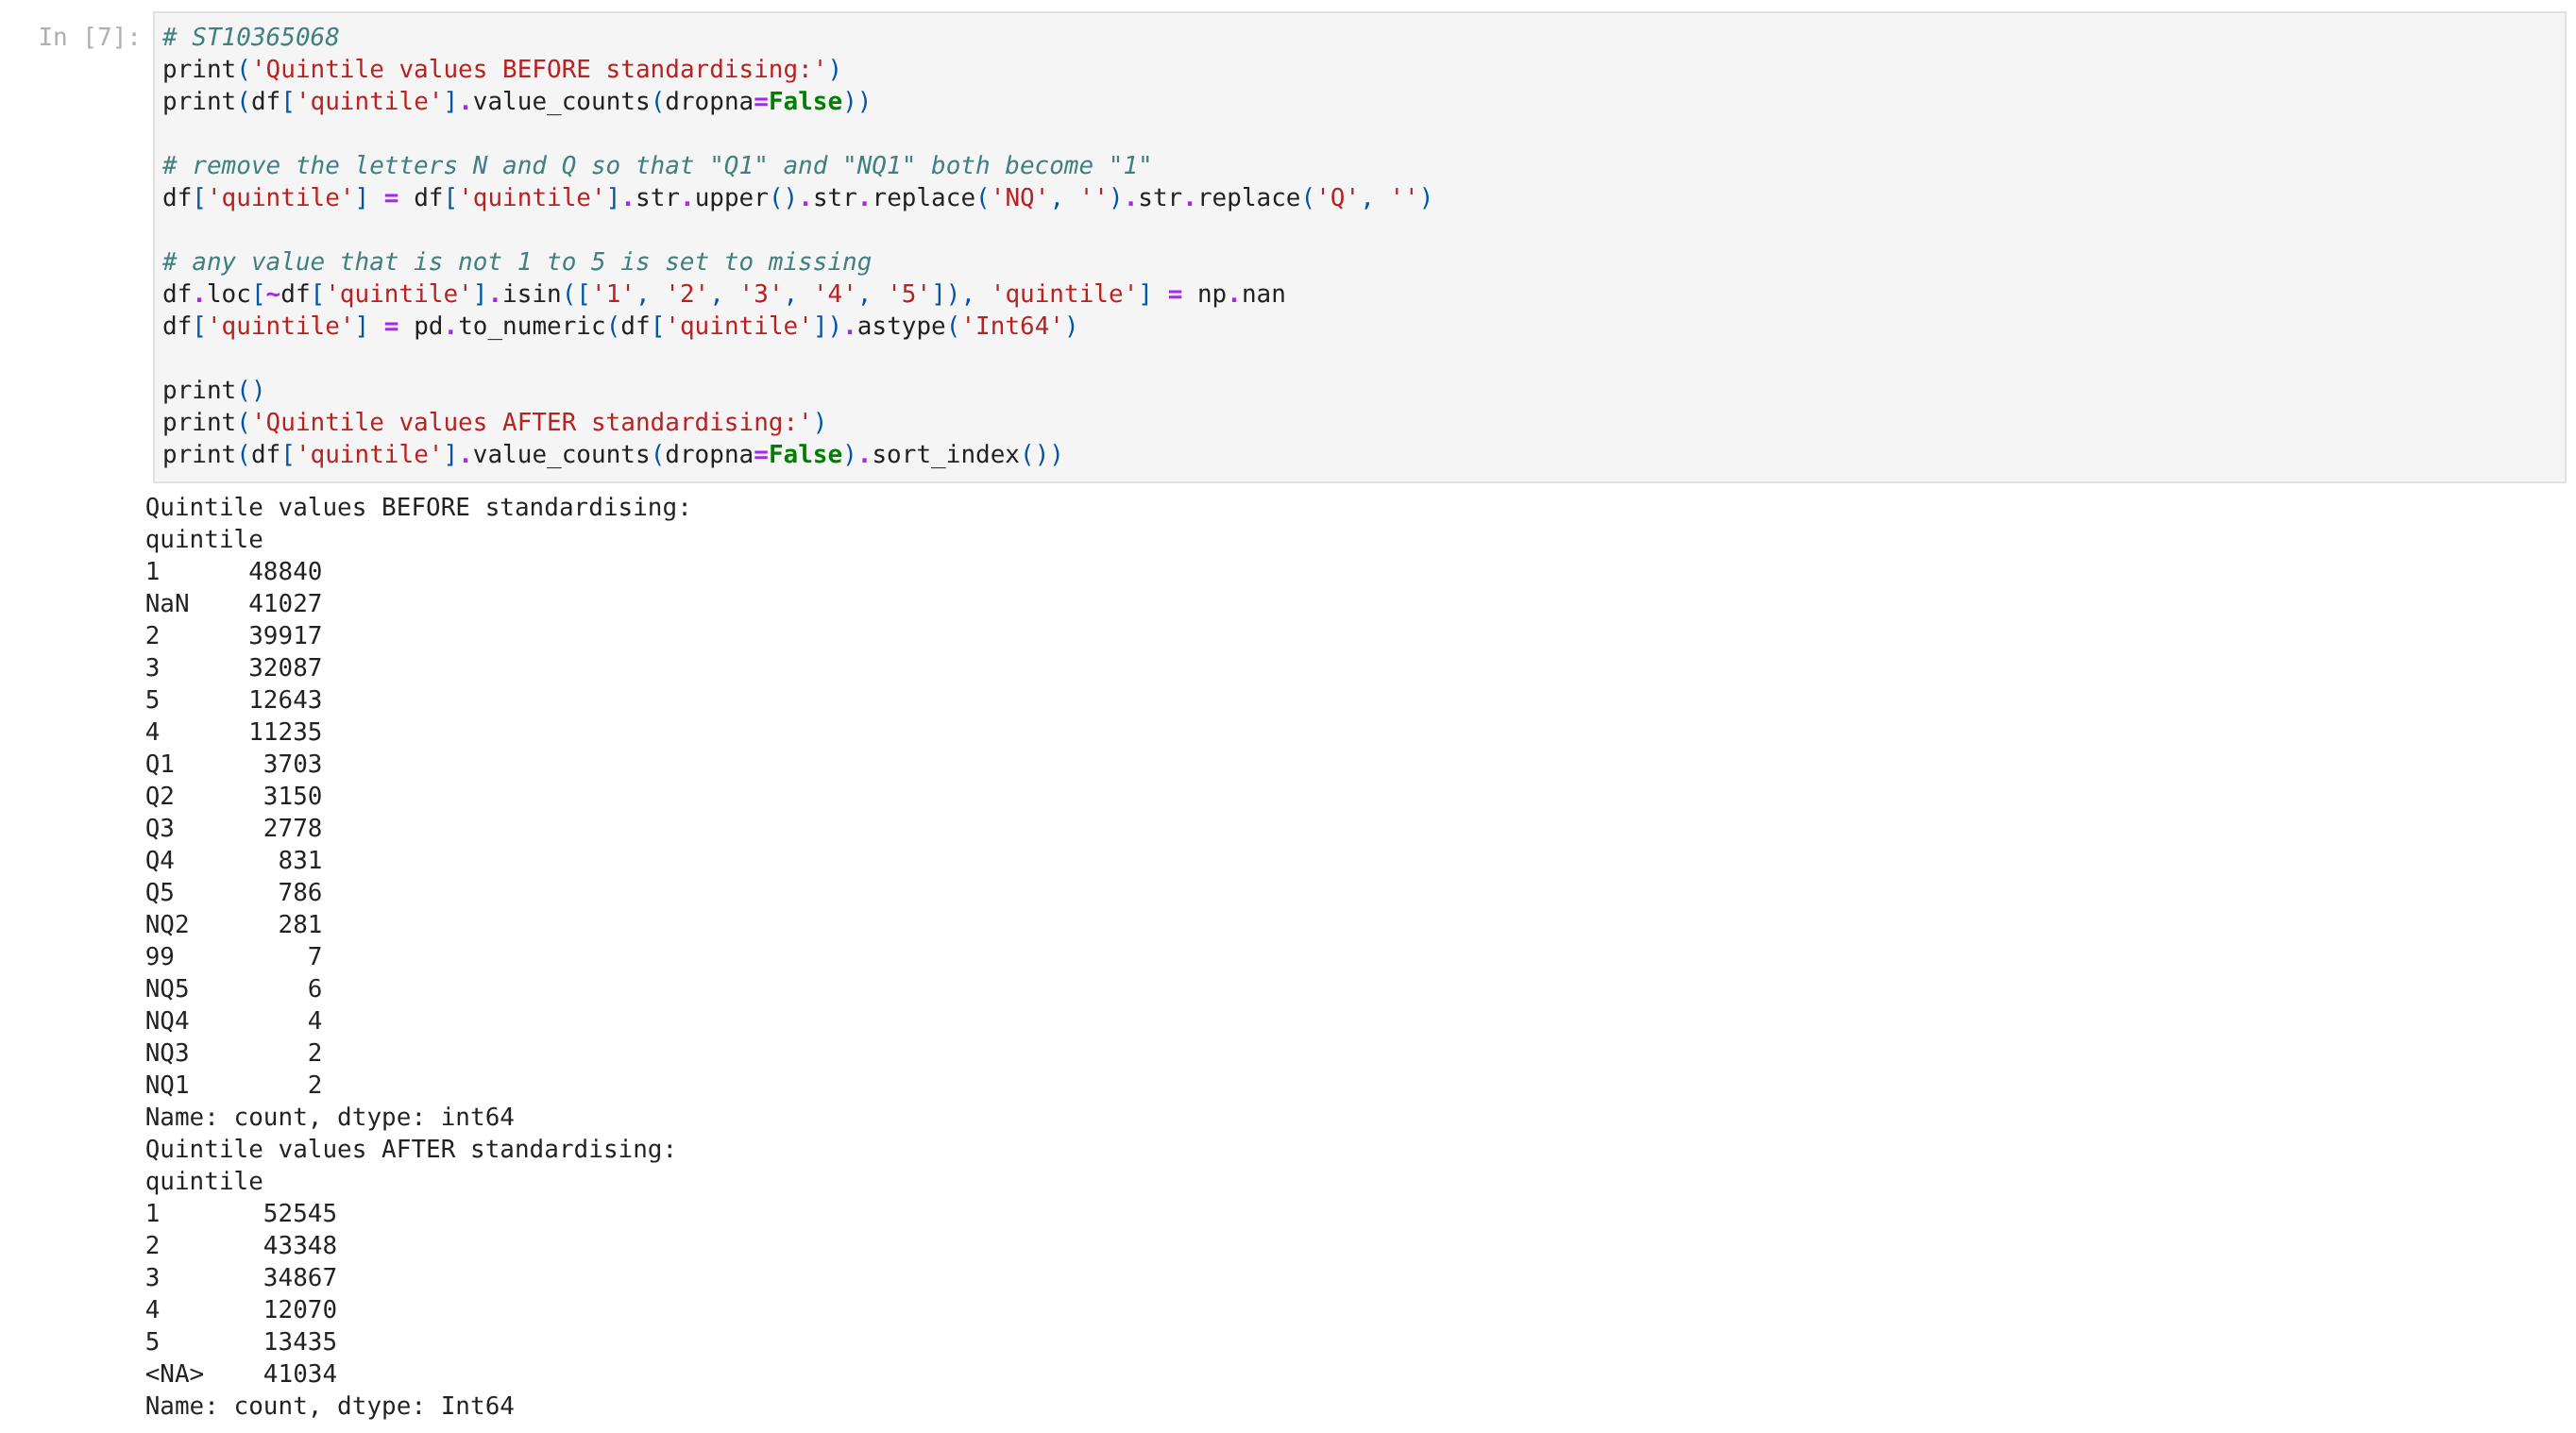 In [7]:
# ST10365068
print('Quintile values BEFORE standardising:')
print(df['quintile'].value_counts(dropna=False))
# remove the letters N and Q so that "Q1" and "NQ1" both become "1"
df['quintile'] = df['quintile'].str.upper().str.replace('NQ', '').str.replace('Q', '')
# any value that is not 1 to 5 is set to missing
df.loc[~df['quintile'].isin(['1', '2', '3', '4', '5']), 'quintile'] = np.nan
df['quintile'] = pd.to_numeric(df['quintile']).astype('Int64')
print()
print('Quintile values AFTER standardising:')
print(df['quintile'].value_counts(dropna=False).sort_index())
Quintile values BEFORE standardising:
quintile
1      48840
NaN    41027
2      39917
3      32087
5      12643
4      11235
Q1      3703
Q2      3150
Q3      2778
Q4       831
Q5       786
NQ2      281
99         7
NQ5        6
NQ4        4
NQ3        2
NQ1        2
Name: count, dtype: int64
Quintile values AFTER standardising:
quintile
1       52545
2       43348
3       34867
4       12070
5       13435
<NA>    41034
Name: count, dtype: Int64